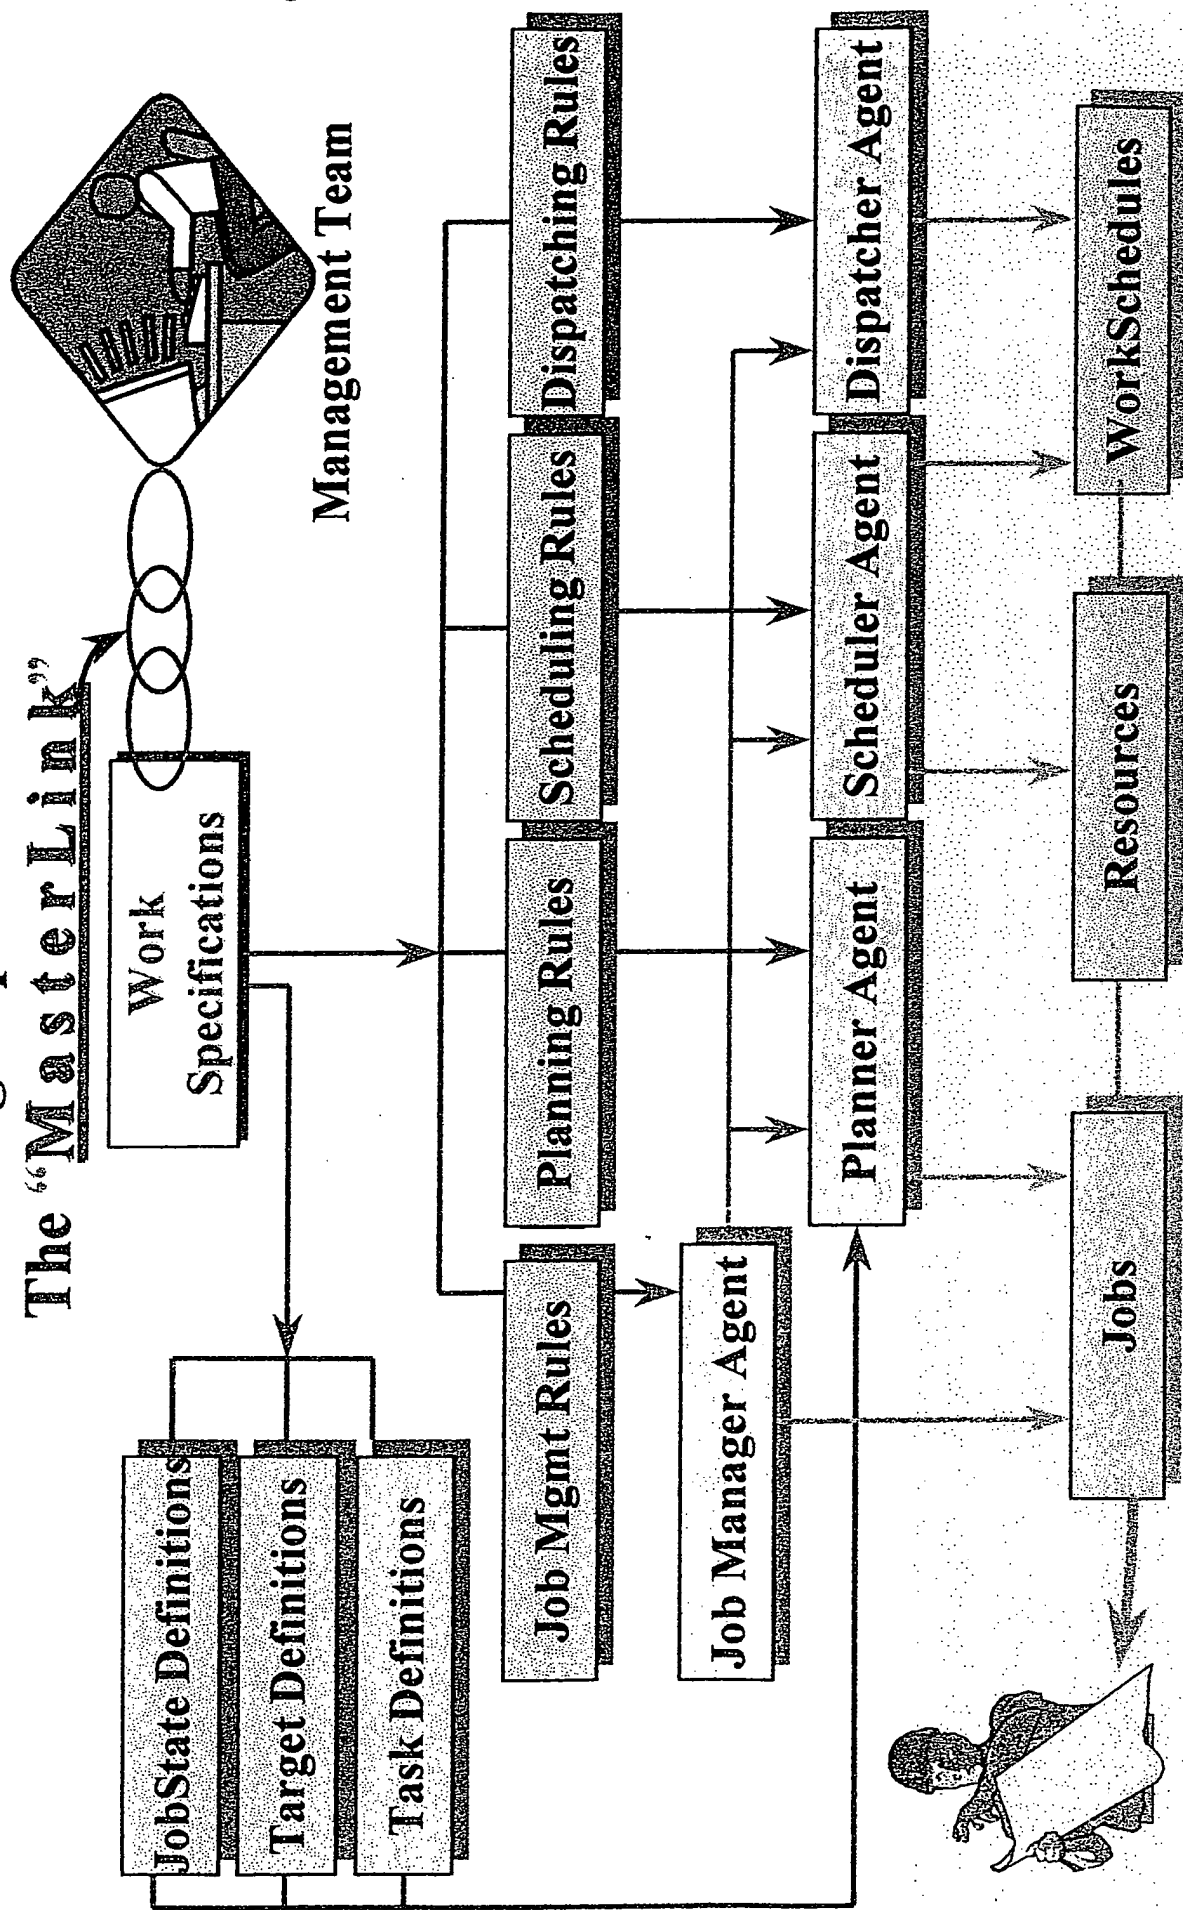 The “MasterLink”
Work
Specifications
Management Team
JobState Definitions
Target Definitions
Task Definitions
Job Mgmt Rules
Planning Rules
Scheduling Rules
Dispatching Rules
Job Manager Agent
Planner Agent
Scheduler Agent
Dispatcher Agent
Jobs
Resources
WorkSchedules